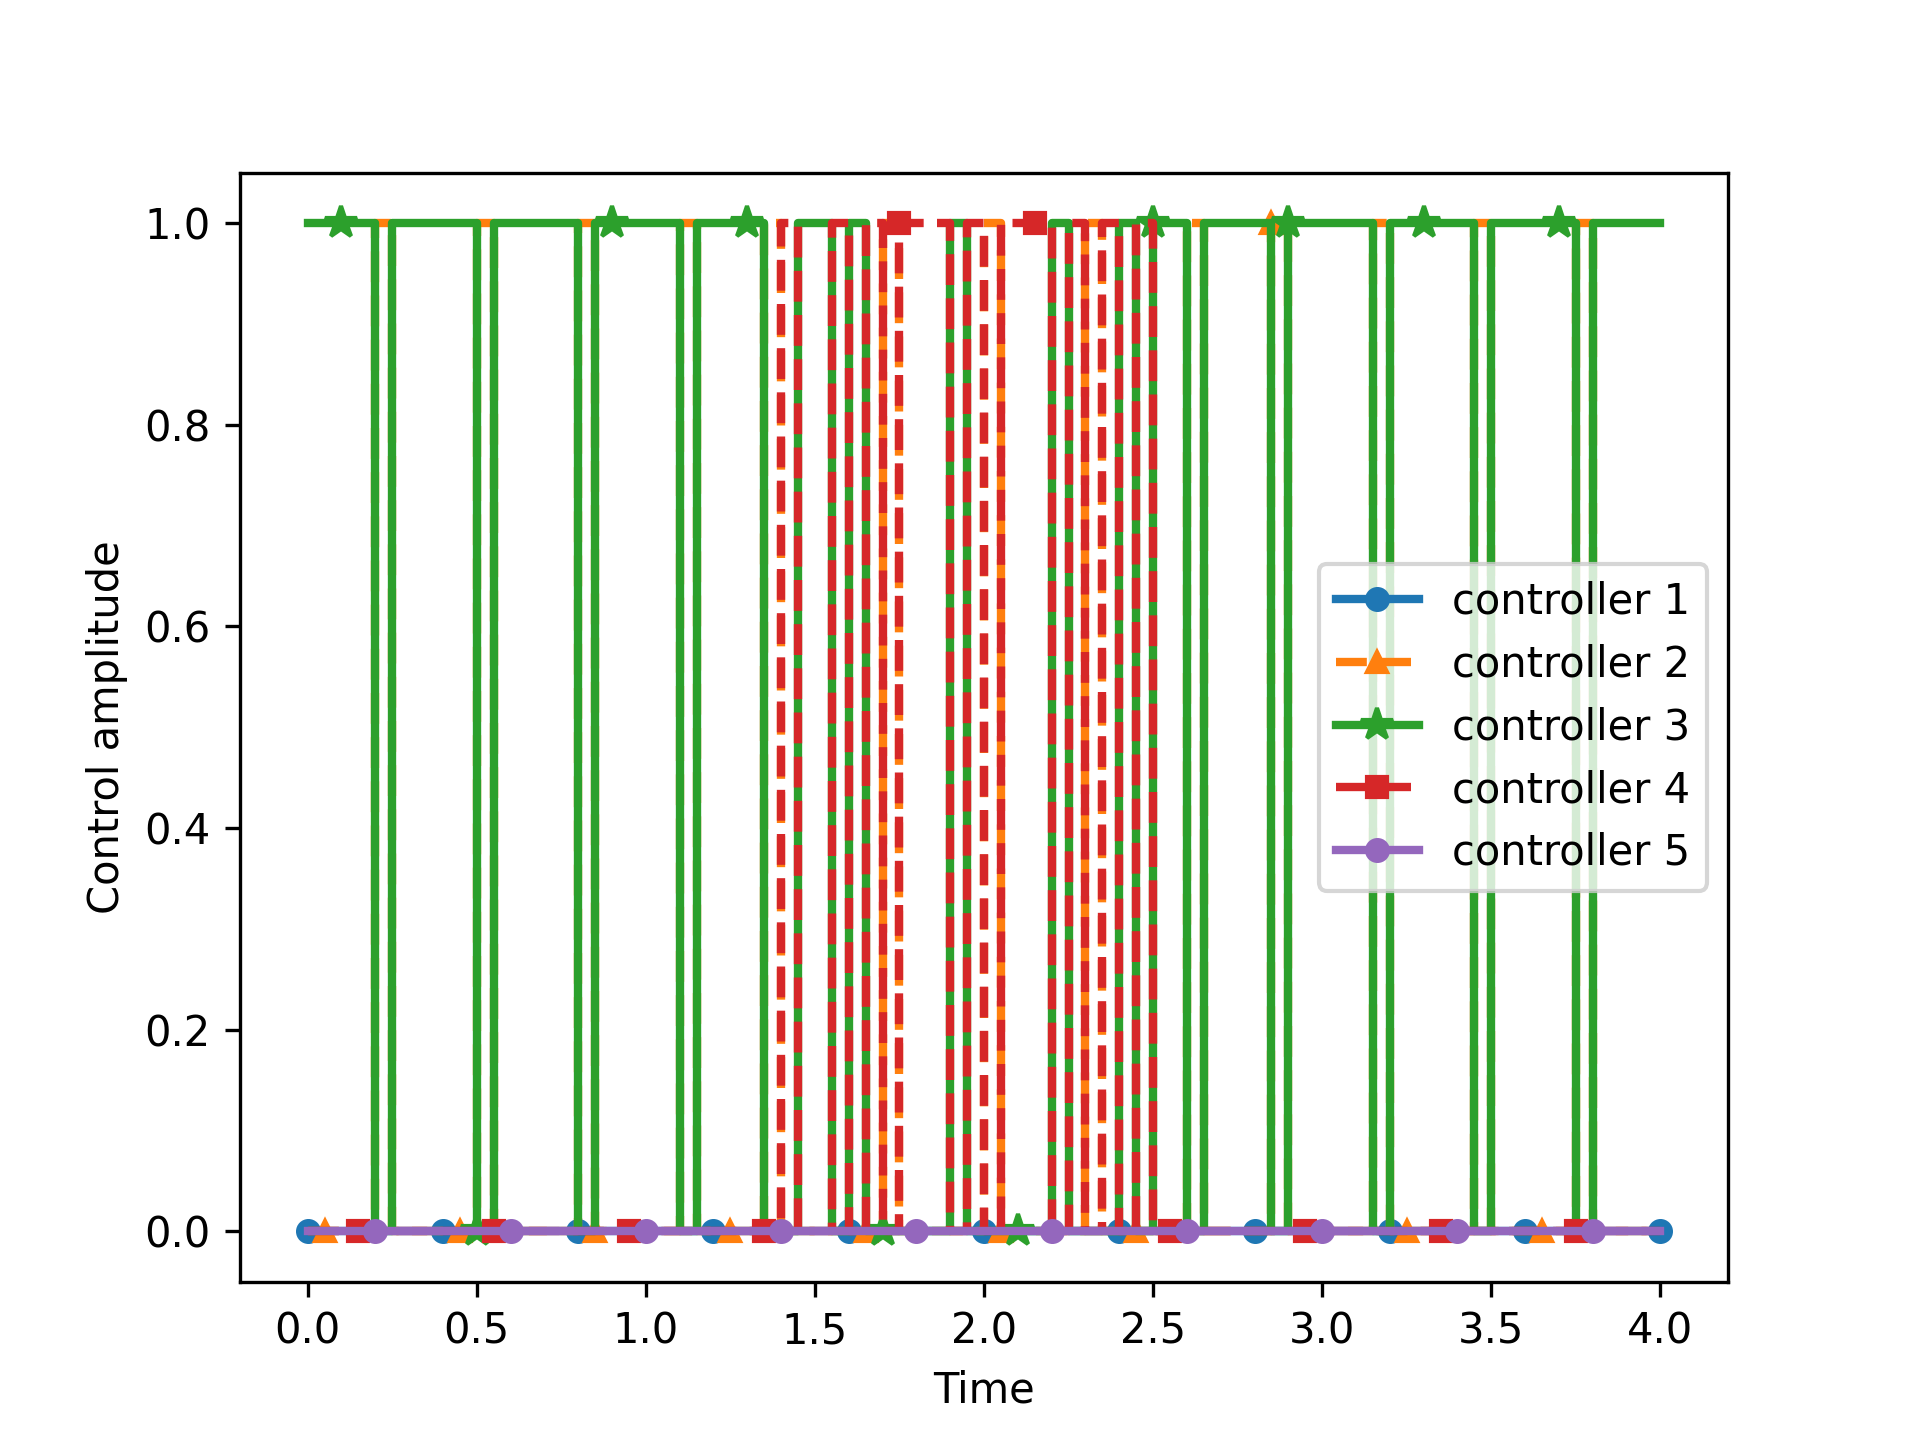 Control amplitude
1.0
0.8
0.6
0.4
0.2
0.0
controller 1
controller 2
controller 3
controller 4
controller 5
0.0 0.5 1.0 1.5 2.0 2.5 3.0 3.5 4.0
Time